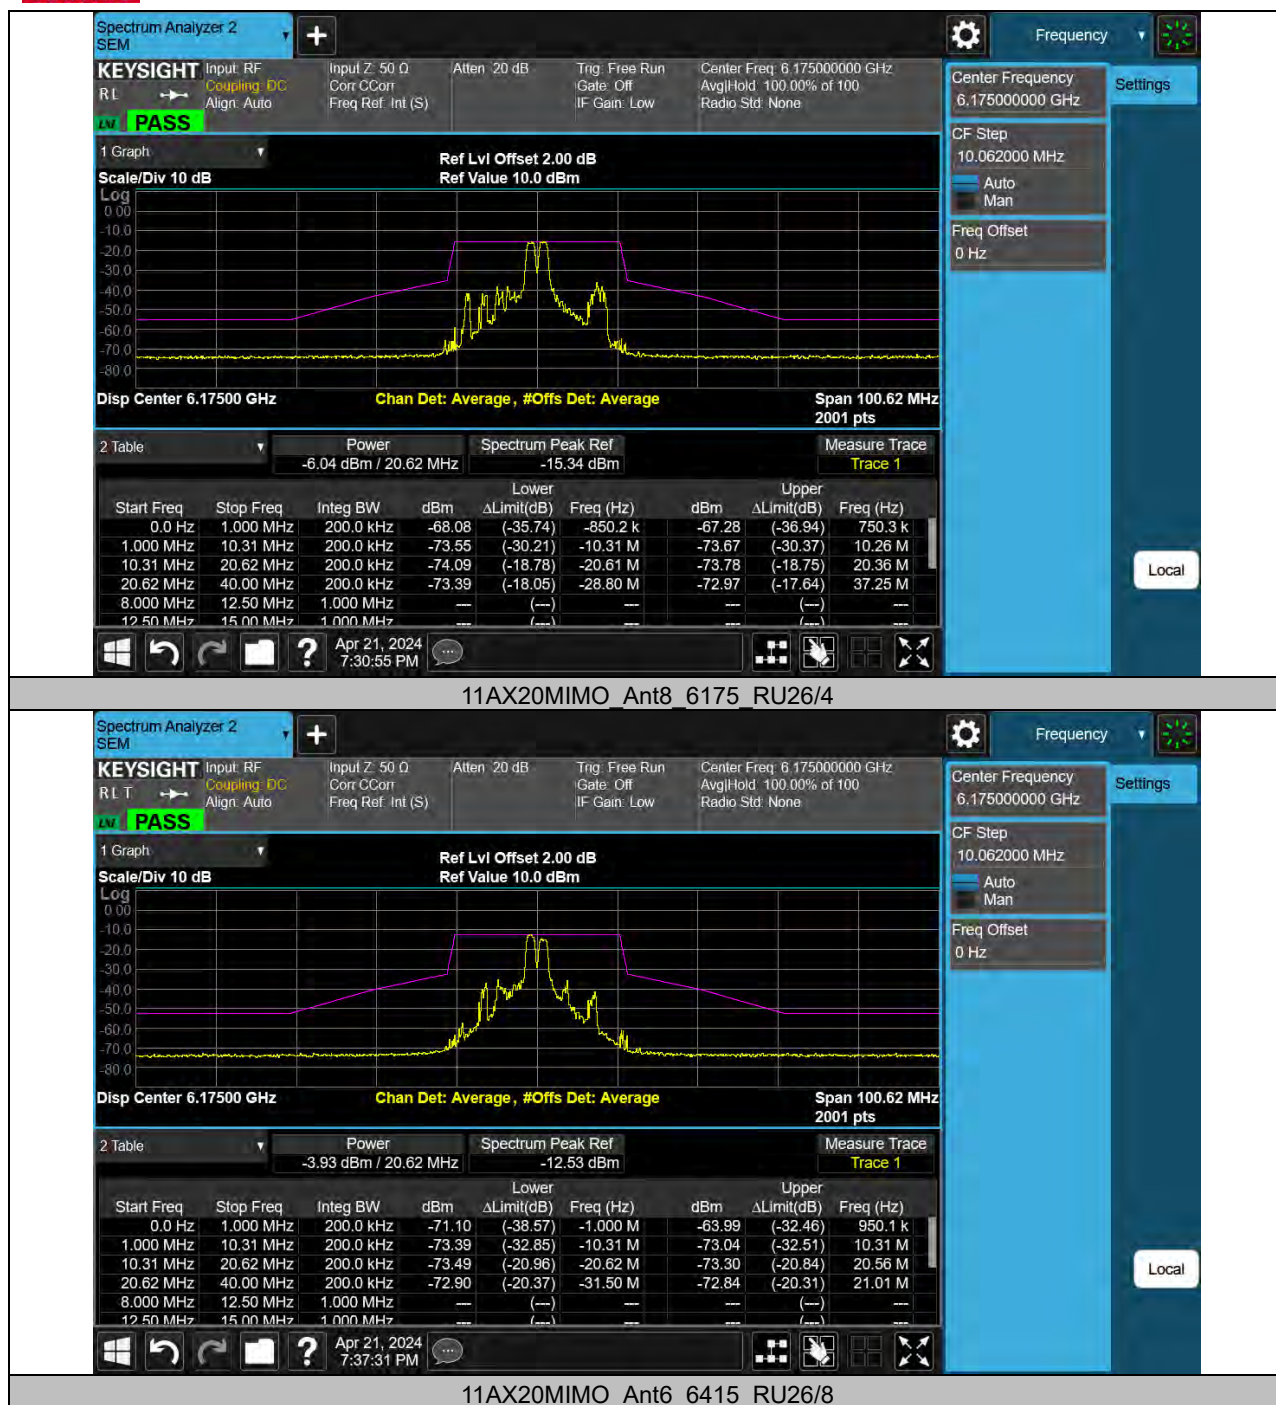 Spectrum Analyzer 2
SEM
Frequency
KEYSIGHT
RL
PASS
Input: RF
Coupling: DC
Align: Auto
Input Z: 50 Ω
Corr CCorr
Freq Ref: Int (S)
Atten: 20 dB
Trig: Free Run
Gate: Off
IF Gain: Low
Center Freq: 6.175000000 GHz
Avg|Hold: 100.00% of 100
Radio Std: None
Center Frequency
6.175000000 GHz
Settings
CF Step
10.062000 MHz
Auto
Man
Freq Offset
0 Hz
1 Graph
Scale/Div 10 dB
Ref Lvl Offset 2.00 dB
Ref Value 10.0 dBm
Log
0.00
-10.0
-20.0
-30.0
-40.0
-50.0
-60.0
-70.0
-80.0
Disp Center 6.17500 GHz
Chan Det: Average, #Offs Det: Average
Span 100.62 MHz
2001 pts
2 Table
Power
-6.04 dBm / 20.62 MHz
Spectrum Peak Ref
-15.34 dBm
Measure Trace
Trace 1
Lower Upper
Start Freq Stop Freq Integ BW dBm ΔLimit(dB) Freq (Hz) dBm ΔLimit(dB) Freq (Hz)
0.0 Hz 1.000 MHz 200.0 kHz -68.08 (-35.74) -850.2 k -67.28 (-36.94) 750.3 k
1.000 MHz 10.31 MHz 200.0 kHz -73.55 (-30.21) -10.31 M -73.67 (-30.37) 10.26 M
10.31 MHz 20.62 MHz 200.0 kHz -74.09 (-18.78) -20.61 M -73.78 (-18.75) 20.36 M
20.62 MHz 40.00 MHz 200.0 kHz -73.39 (-18.05) -28.80 M -72.97 (-17.64) 37.25 M
8.000 MHz 12.50 MHz 1.000 MHz --- (---) --- --- (---) ---
12.50 MHz 15.00 MHz 1.000 MHz --- (---) --- --- (---) ---
Local
Apr 21, 2024
7:30:55 PM
11AX20MIMO_Ant8_6175_RU26/4
Spectrum Analyzer 2
SEM
Frequency
KEYSIGHT
RLT
PASS
Input: RF
Coupling: DC
Align: Auto
Input Z: 50 Ω
Corr CCorr
Freq Ref: Int (S)
Atten: 20 dB
Trig: Free Run
Gate: Off
IF Gain: Low
Center Freq: 6.175000000 GHz
Avg|Hold: 100.00% of 100
Radio Std: None
Center Frequency
6.175000000 GHz
Settings
CF Step
10.062000 MHz
Auto
Man
Freq Offset
0 Hz
1 Graph
Scale/Div 10 dB
Ref Lvl Offset 2.00 dB
Ref Value 10.0 dBm
Log
0.00
-10.0
-20.0
-30.0
-40.0
-50.0
-60.0
-70.0
-80.0
Disp Center 6.17500 GHz
Chan Det: Average, #Offs Det: Average
Span 100.62 MHz
2001 pts
2 Table
Power
-3.93 dBm / 20.62 MHz
Spectrum Peak Ref
-12.53 dBm
Measure Trace
Trace 1
Lower Upper
Start Freq Stop Freq Integ BW dBm ΔLimit(dB) Freq (Hz) dBm ΔLimit(dB) Freq (Hz)
0.0 Hz 1.000 MHz 200.0 kHz -71.10 (-38.57) -1.000 M -63.99 (-32.46) 950.1 k
1.000 MHz 10.31 MHz 200.0 kHz -73.39 (-32.85) -10.31 M -73.04 (-32.51) 10.31 M
10.31 MHz 20.62 MHz 200.0 kHz -73.49 (-20.96) -20.62 M -73.30 (-20.84) 20.56 M
20.62 MHz 40.00 MHz 200.0 kHz -72.90 (-20.37) -31.50 M -72.84 (-20.31) 21.01 M
8.000 MHz 12.50 MHz 1.000 MHz --- (---) --- --- (---) ---
12.50 MHz 15.00 MHz 1.000 MHz --- (---) --- --- (---) ---
Local
Apr 21, 2024
7:37:31 PM
11AX20MIMO_Ant6_6415_RU26/8